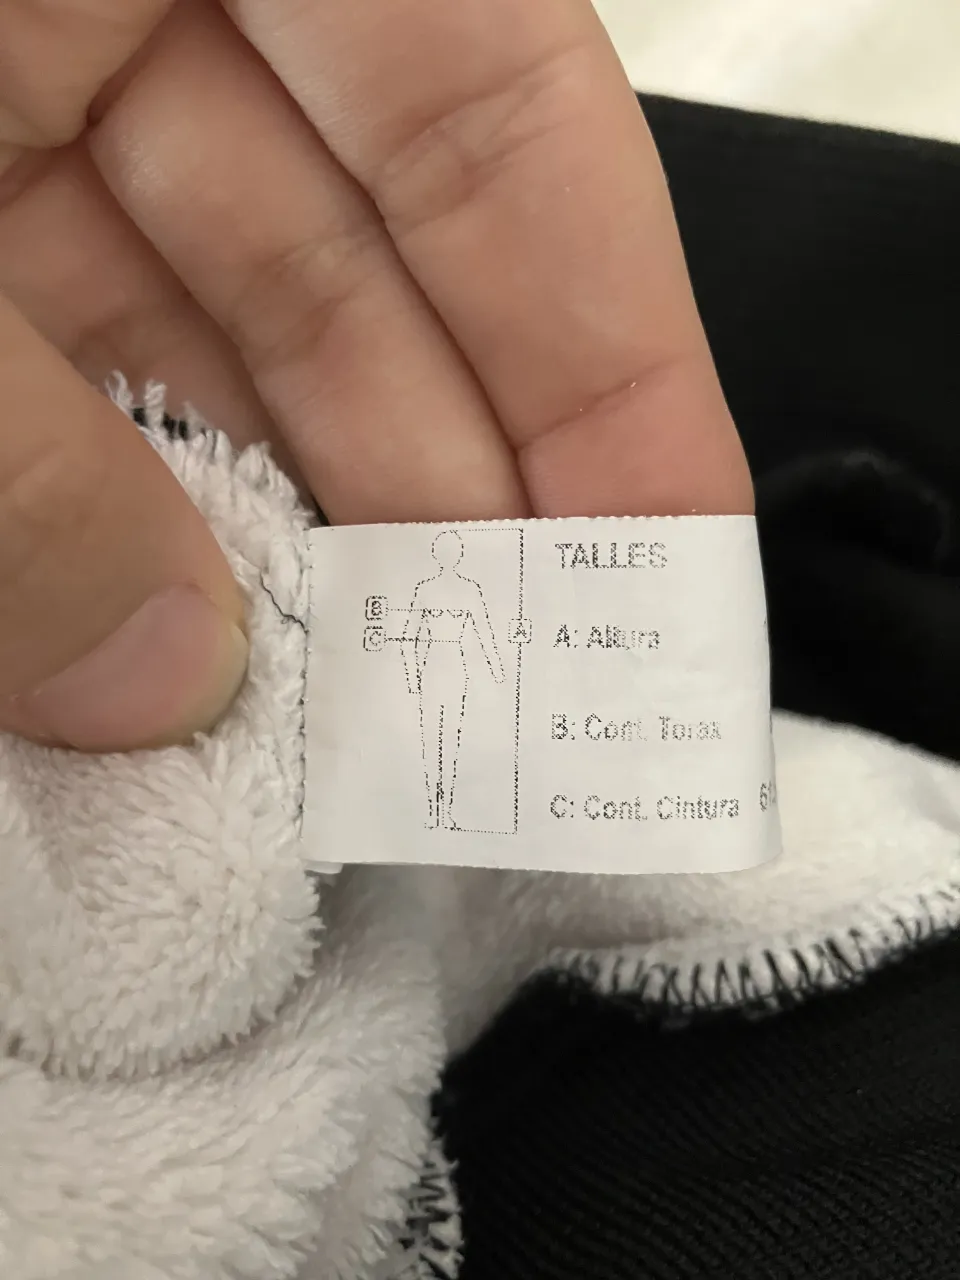 TALLES
B
C
A
A: Altura
B: Cont. Torax
C: Cont. Cintura